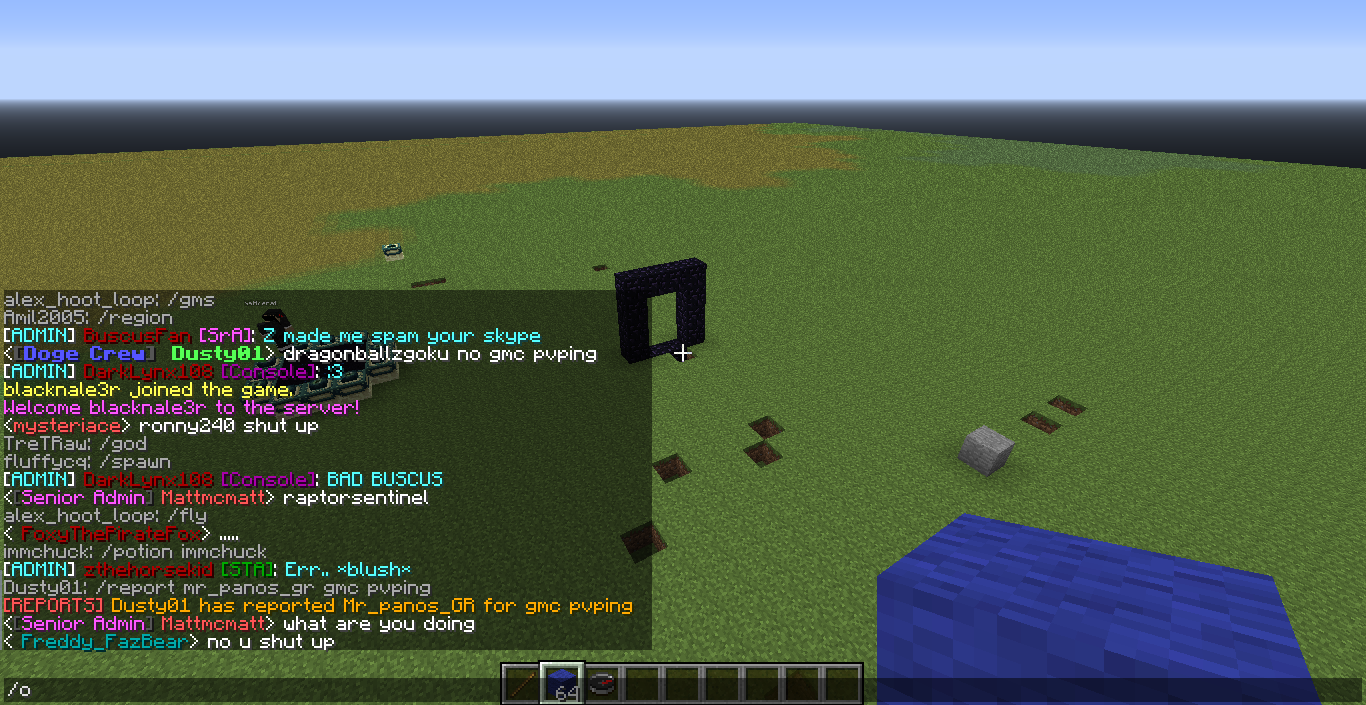 alex_hoot_loop: /gms
Amil2005: /region
[ADMIN] BuscusFan [SrA]: Z made me spam your skype
<[Doge Crew] Dusty01> dragonballzgoku no gmc pvping
[ADMIN] DarkLynx108 [Console]: :3
blacknale3r joined the game.
Welcome blacknale3r to the server!
<mysteriace> ronny240 shut up
TreTRaw: /god
fluffycq: /spawn
[ADMIN] DarkLynx108 [Console]: BAD BUSCUS
<[Senior Admin] Mattmcmatt> raptorsentinel
alex_hoot_loop: /fly
< FoxyThePirateFox> .....
immchuck: /potion immchuck
[ADMIN] zthehorsekid [STA]: Err.. *blush*
Dusty01: /report mr_panos_gr gmc pvping
[REPORTS] Dusty01 has reported Mr_panos_GR for gmc pvping
<[Senior Admin] Mattmcmatt> what are you doing
< Freddy_FazBear> no u shut up
64
/o